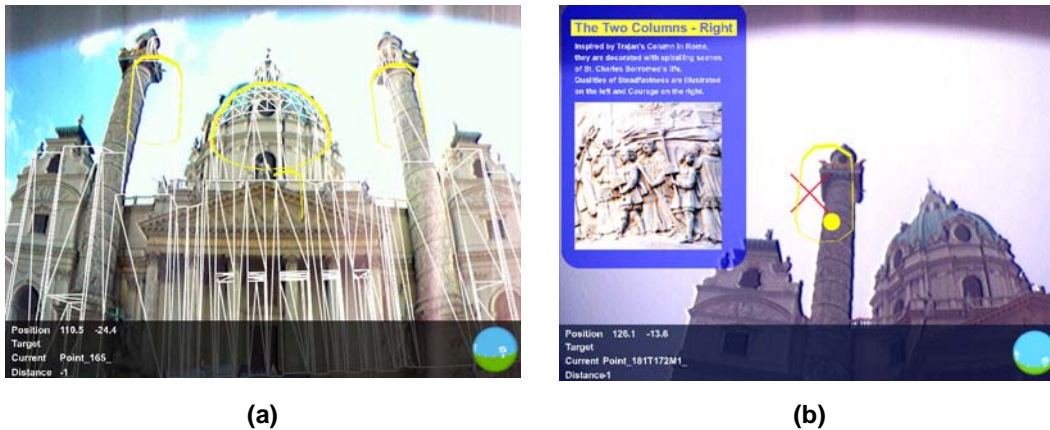 Position 110.5 -24.4
Target
Current Point_165_
Distance -1
(a)
The Two Columns - Right
Inspired by Trajan's Column in Rome,
they are decorated with spiralling scenes
of St. Charles Borromeo's life.
Qualities of Steadfastness are illustrated
on the left and Courage on the right.
Position 126.1 -13.6
Target
Current Point_181T172M1_
Distance-1
(b)